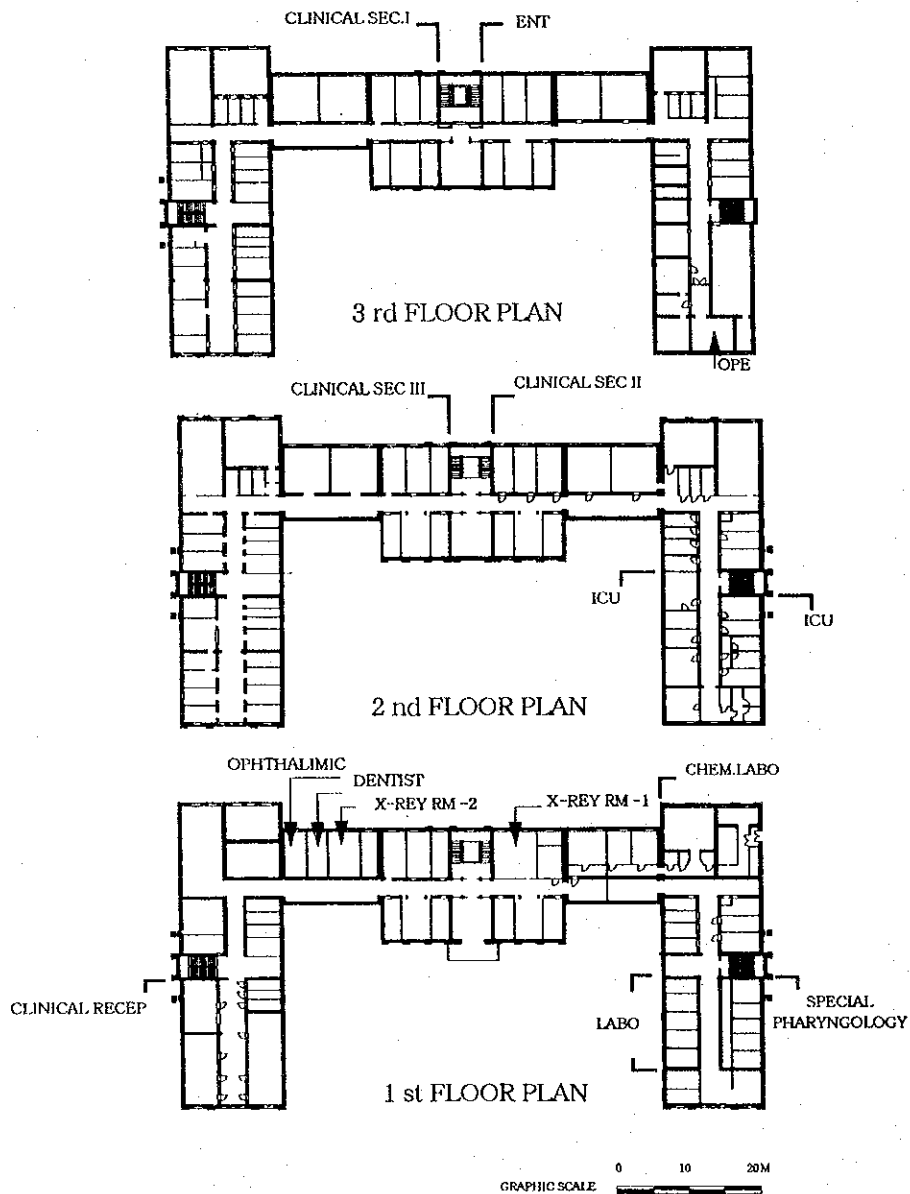 CLINICAL SEC.I
ENT
3 rd FLOOR PLAN
OPE
CLINICAL SEC III
CLINICAL SEC II
ICU
ICU
2 nd FLOOR PLAN
OPHTHALIMIC
DENTIST
X-REY RM -2
X-REY RM -1
CHEM.LABO
CLINICAL RECEP
LABO
SPECIAL
PHARYNGOLOGY
1 st FLOOR PLAN
GRAPHIC SCALE
0 10 20M